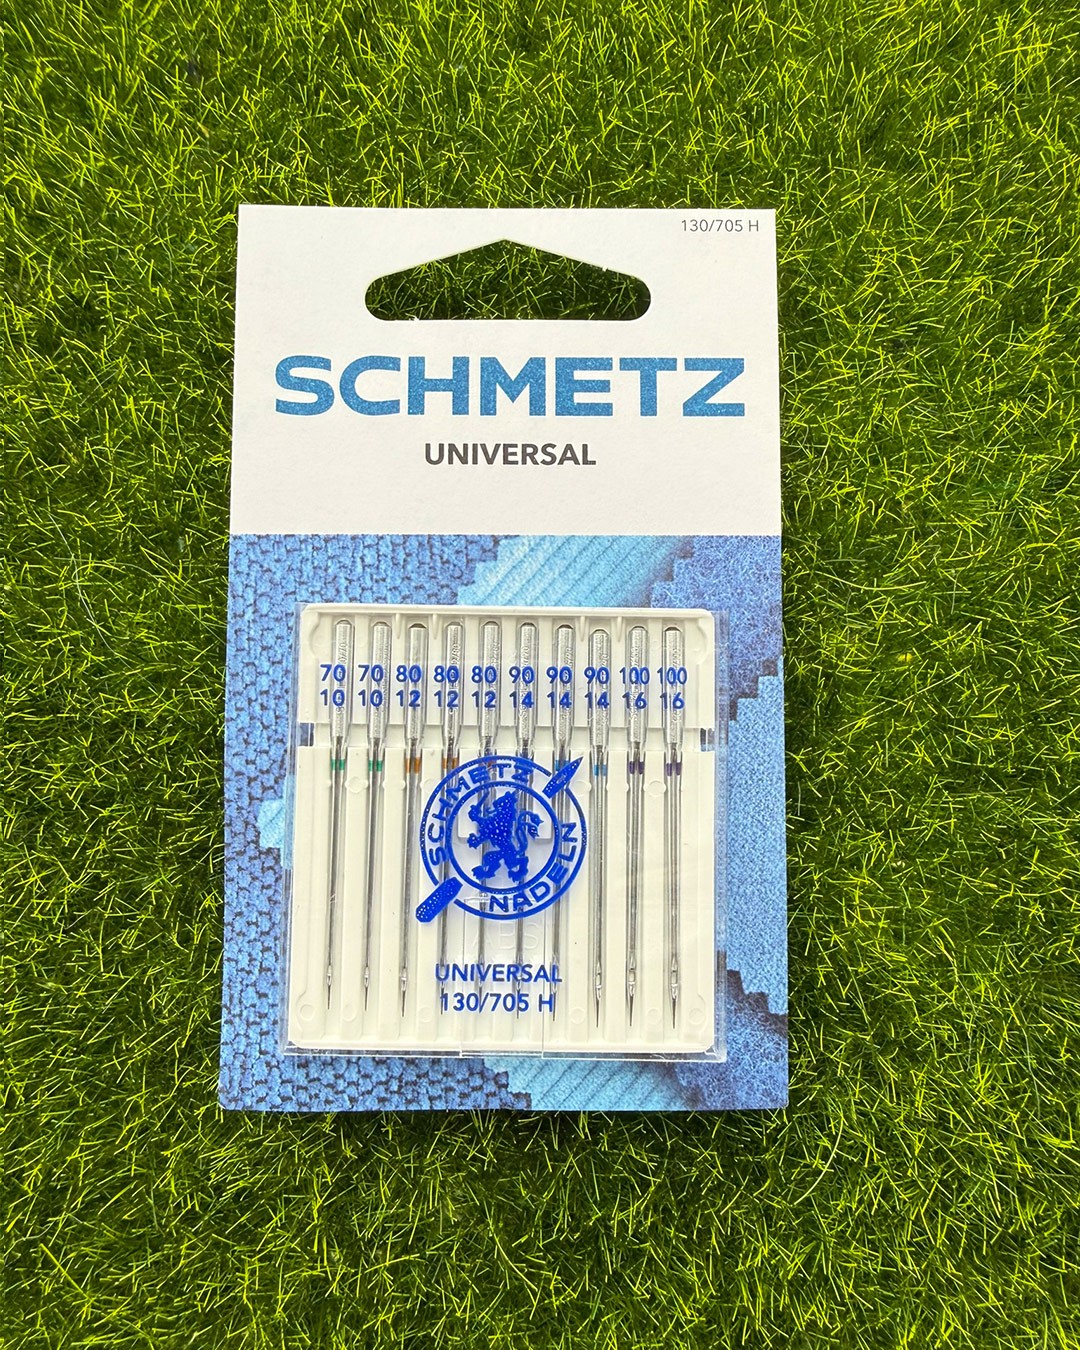 130/705 H
SCHMETZ
UNIVERSAL
70 70 80 80 80 90 90 90 100 100
10 10 12 12 12 14 14 14 16 16
SCHMETZ
NADELN
UNIVERSAL
130/705 H